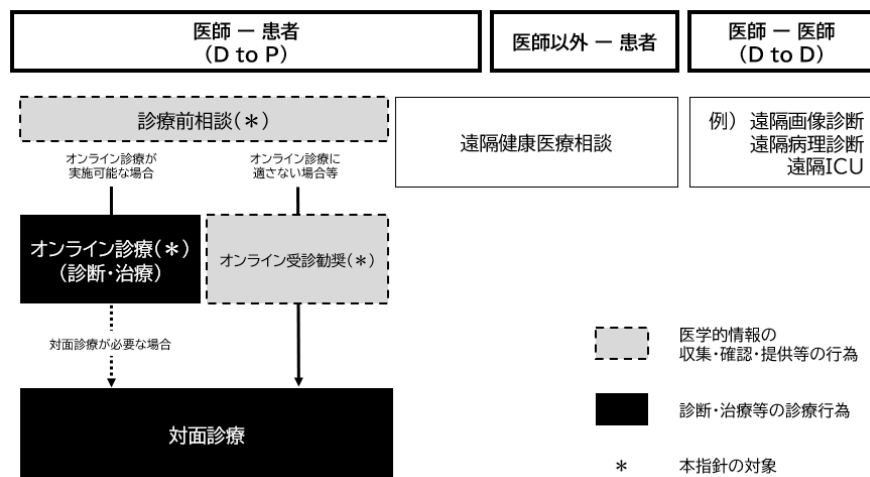 医師 ー 患者
(D to P)
医師以外 ー 患者
医師 ー 医師
(D to D)
診療前相談(*)
遠隔健康医療相談
例) 遠隔画像診断
遠隔病理診断
遠隔ICU
オンライン診療が
実施可能な場合
オンライン診療に
適さない場合等
オンライン診療(*)
(診断・治療)
オンライン受診勧奨(*)
対面診療が必要な場合
対面診療
医学的情報の
収集・確認・提供等の行為
診断・治療等の診療行為
* 本指針の対象